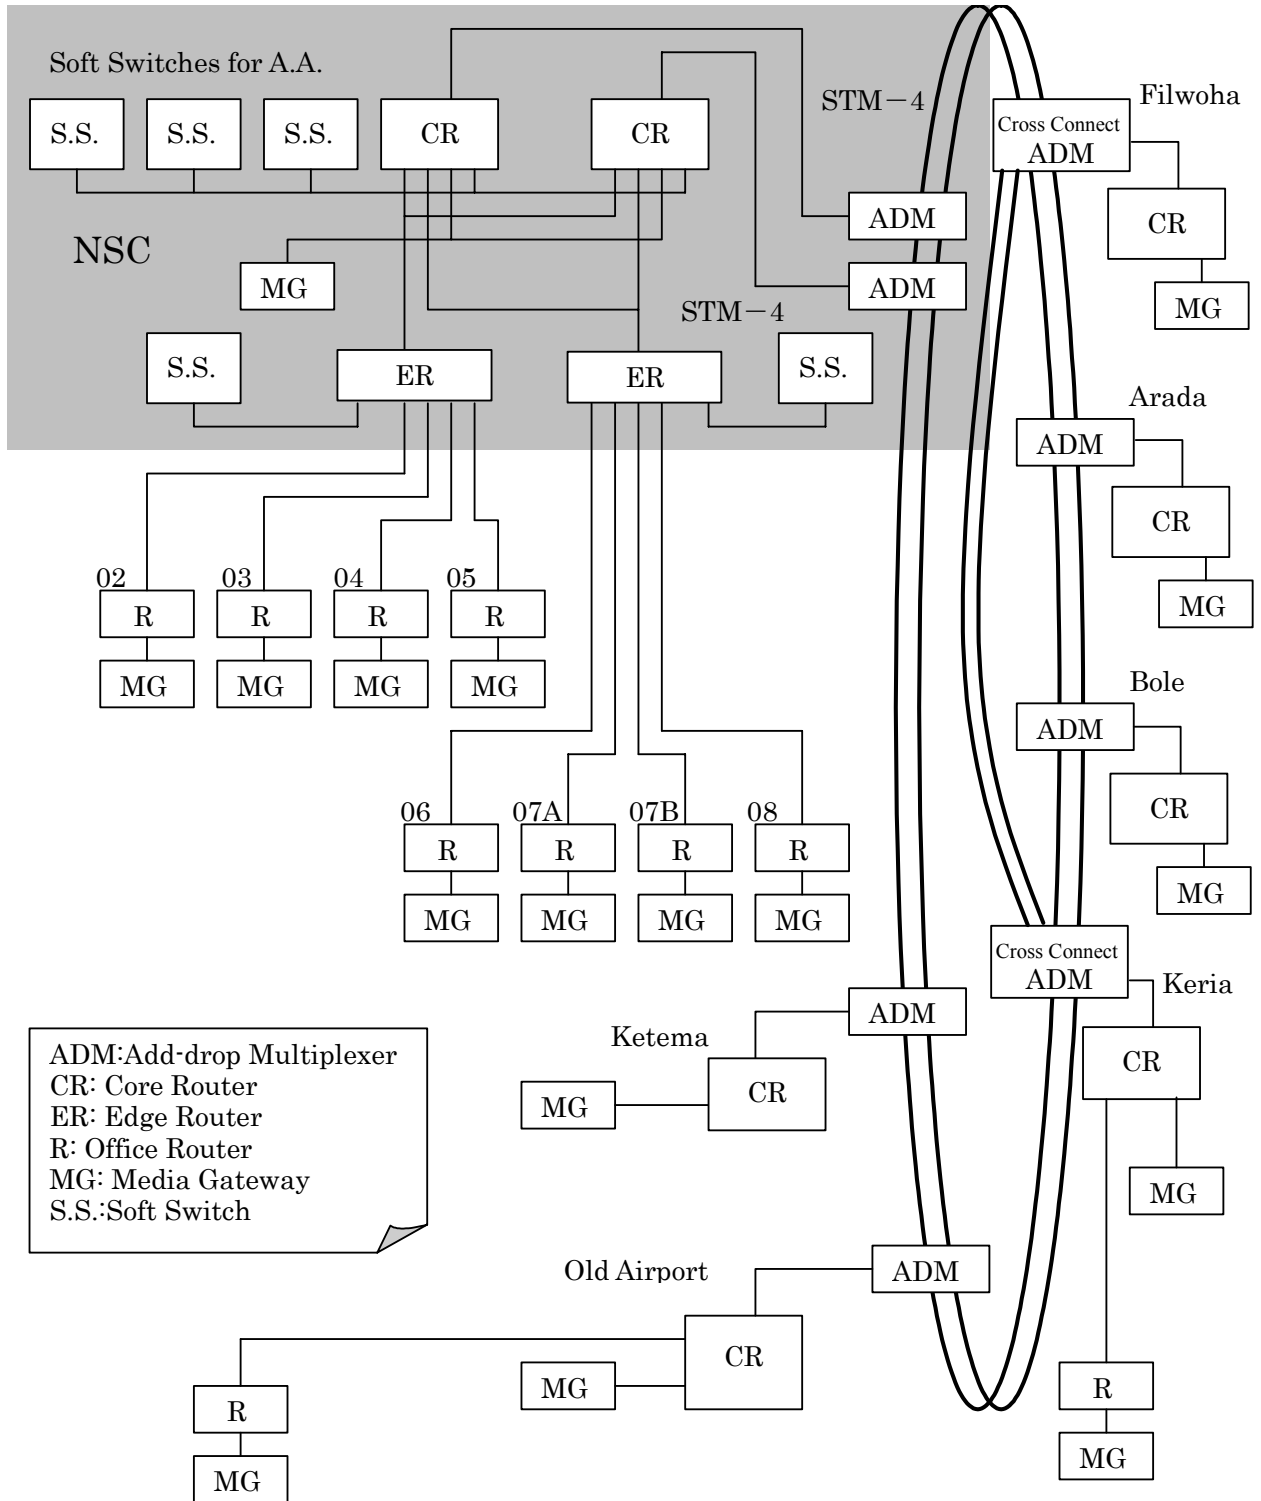 Soft Switches for A.A.
STM-4
Filwoha
S.S.
S.S.
S.S.
CR
CR
Cross Connect
ADM
ADM
CR
NSC
MG
ADM
MG
STM-4
S.S.
ER
ER
S.S.
Arada
ADM
CR
02
03
04
05
R
R
R
R
MG
MG
MG
MG
MG
Bole
ADM
06
07A
07B
08
CR
R
R
R
R
MG
MG
MG
MG
MG
Cross Connect
ADM
Keria
ADM
Ketema
CR
CR
MG
ADM:Add-drop Multiplexer
CR: Core Router
ER: Edge Router
R: Office Router
MG: Media Gateway
S.S.:Soft Switch
MG
Old Airport
ADM
CR
MG
R
R
MG
MG